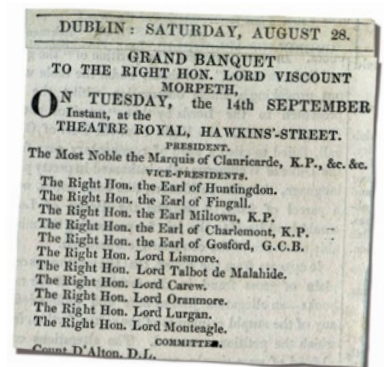 DUBLIN: SATURDAY, AUGUST 28.
GRAND BANQUET
TO THE RIGHT HON. LORD VISCOUNT
MORPETH,
ON TUESDAY, the 14th SEPTEMBER
Instant, at the
THEATRE ROYAL, HAWKINS'-STREET.
PRESIDENT.
The Most Noble the Marquis of Clanricarde, K.P., &c. &c.
VICE-PRESIDENTS.
The Right Hon. the Earl of Huntingdon.
The Right Hon. the Earl of Fingall.
The Right Hon. the Earl Miltown, K.P.
The Right Hon. the Earl of Charlemont, K.P.
The Right Hon. the Earl of Gosford, G.C.B.
The Right Hon. Lord Lismore.
The Right Hon. Lord Talbot de Malahide.
The Right Hon. Lord Carew.
The Right Hon. Lord Oranmore.
The Right Hon. Lord Lurgan.
The Right Hon. Lord Monteagle.
COMMITTEE.
Count D'Alton, D.L.